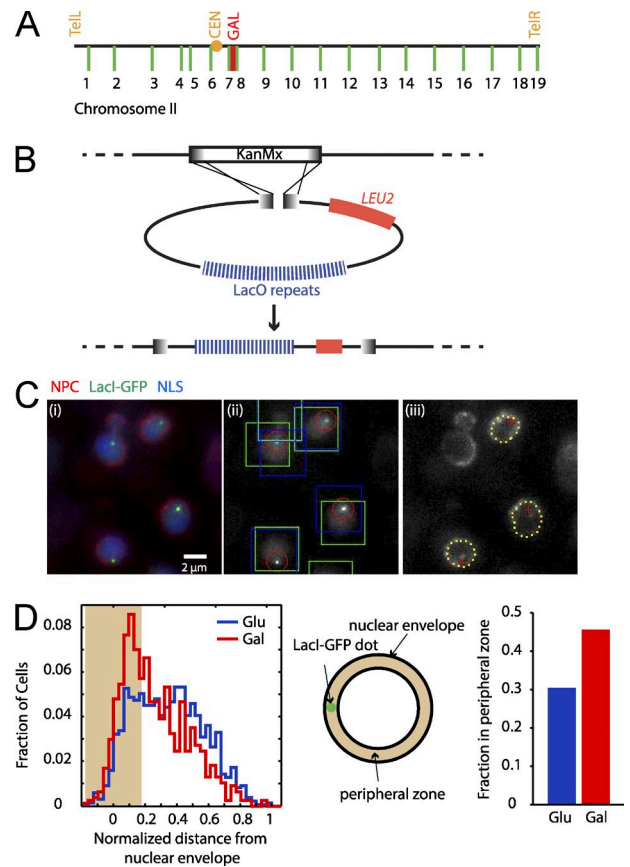 A
TelL
CEN
GAL
TelR
1 2 3 4 5 6 7 8 9 10 11 12 13 14 15 16 17 18 19
Chromosome II
B
KanMx
LEU2
LacO repeats
C
NPC LacI-GFP NLS
(i)
(ii)
(iii)
2 μm
D
Fraction of Cells
0.08
0.06
0.04
0.02
0
0 0.2 0.4 0.6 0.8 1
Normalized distance from
nuclear envelope
Glu
Gal
nuclear envelope
LacI-GFP dot
peripheral zone
Fraction in peripheral zone
0.5
0.4
0.3
0.2
0.1
0
Glu Gal